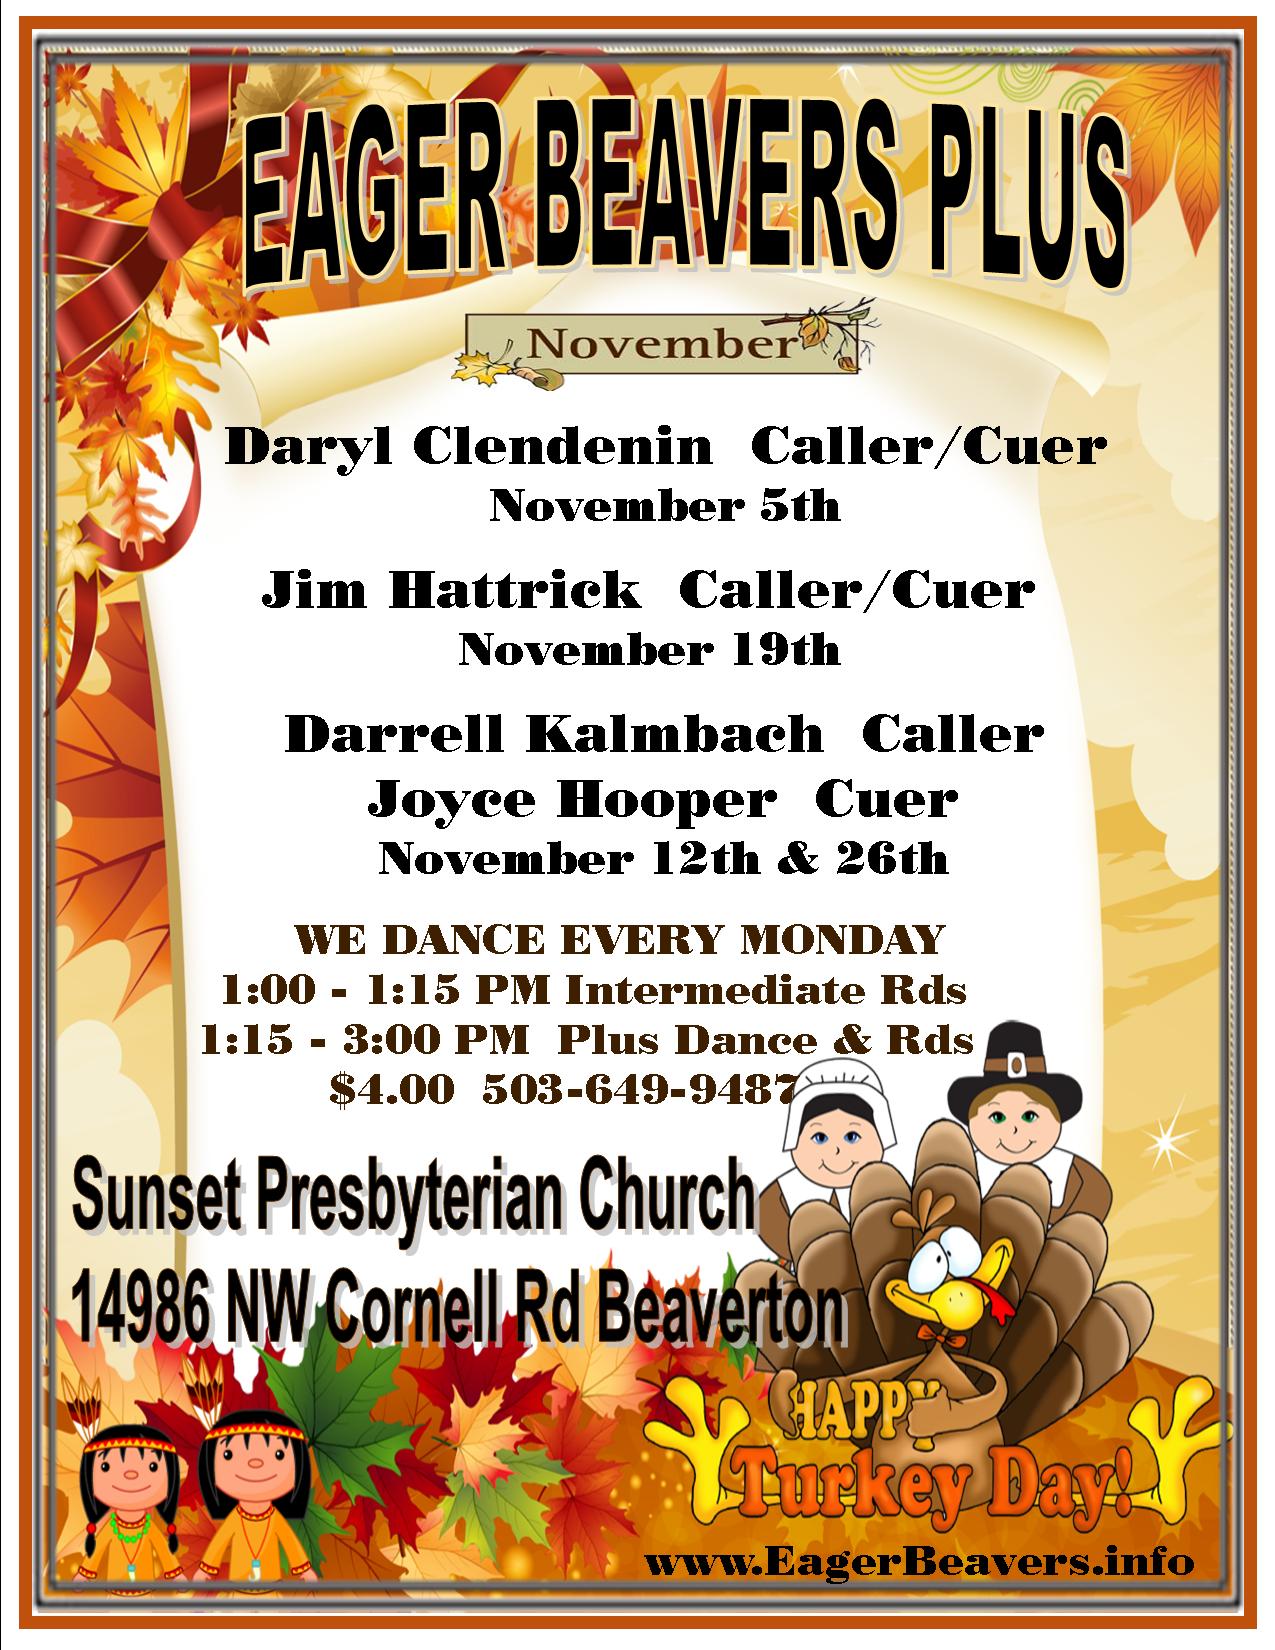 EAGER BEAVERS PLUS
November
Daryl Clendenin Caller/Cuer
November 5th
Jim Hattrick Caller/Cuer
November 19th
Darrell Kalmbach Caller
Joyce Hooper Cuer
November 12th & 26th
WE DANCE EVERY MONDAY
1:00 - 1:15 PM Intermediate Rds
1:15 - 3:00 PM Plus Dance & Rds
$4.00 503-649-9487
Sunset Presbyterian Church
14986 NW Cornell Rd Beaverton
HAPPY
Turkey Day!
www.EagerBeavers.info